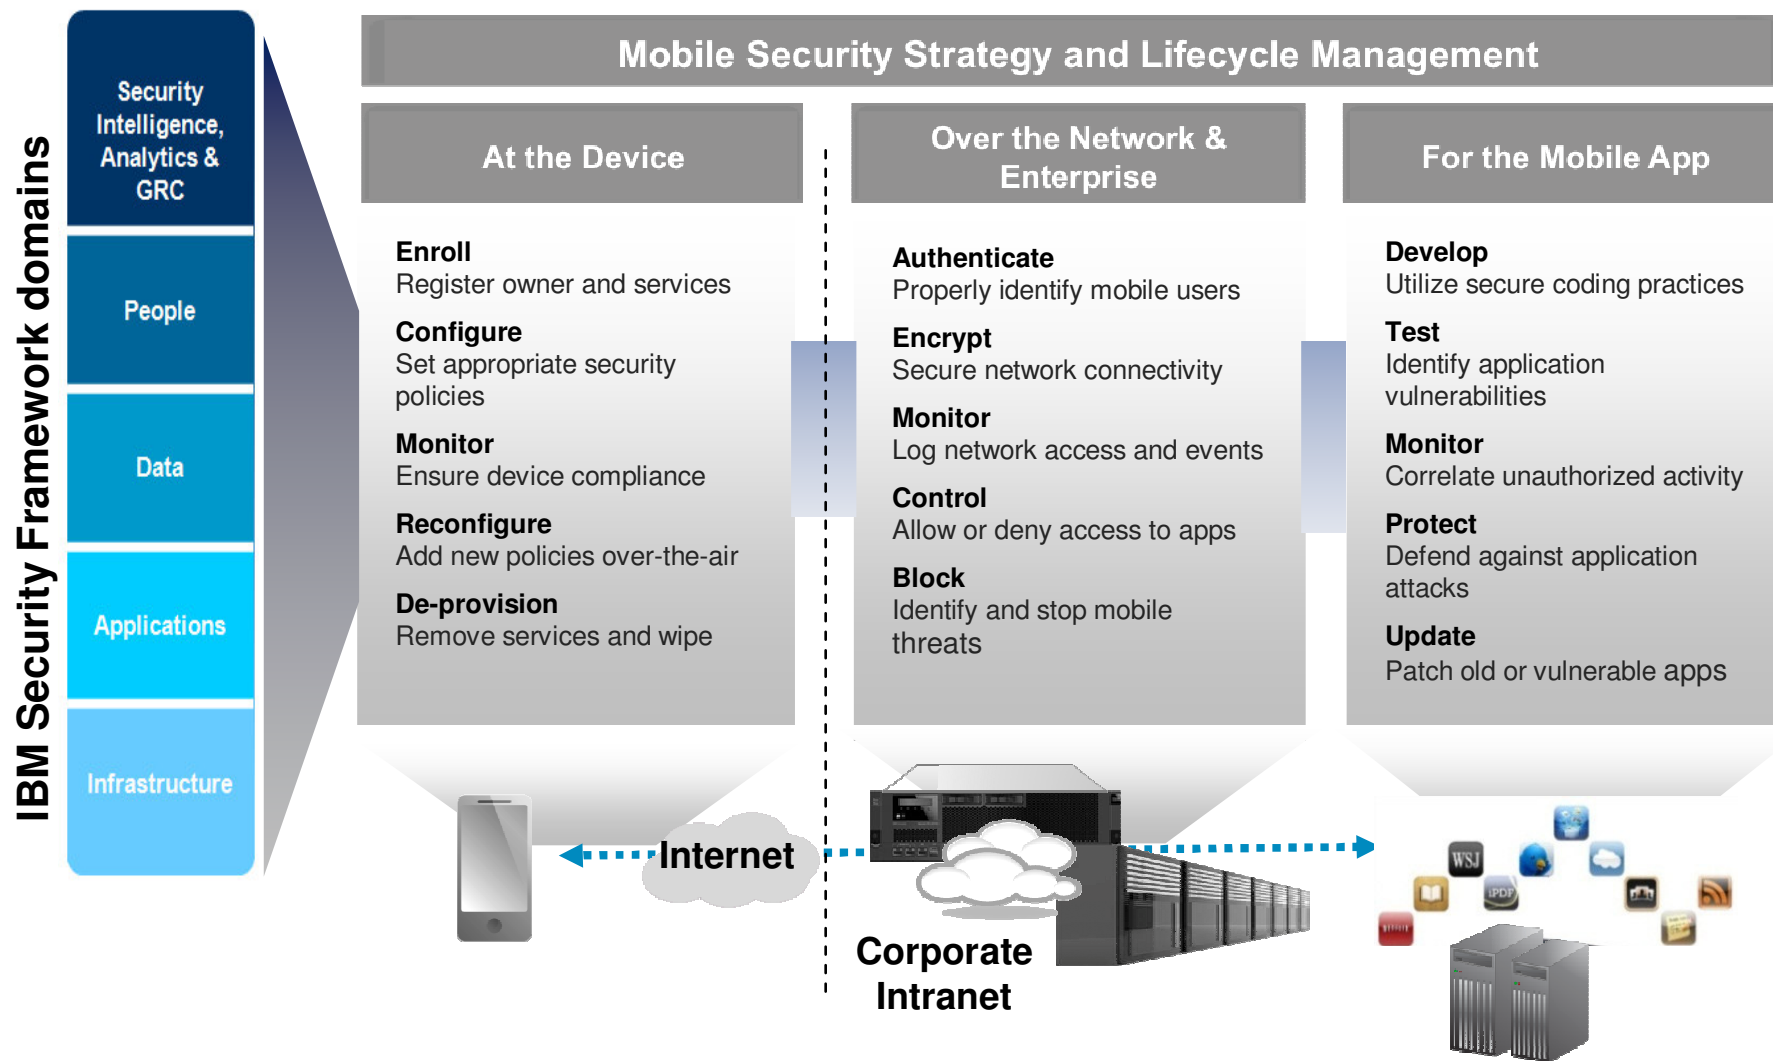 IBM Security Framework domains
Security
Intelligence,
Analytics &
GRC
People
Data
Applications
Infrastructure
Mobile Security Strategy and Lifecycle Management
At the Device
Enroll
Register owner and services
Configure
Set appropriate security
policies
Monitor
Ensure device compliance
Reconfigure
Add new policies over-the-air
De-provision
Remove services and wipe
Over the Network &
Enterprise
Authenticate
Properly identify mobile users
Encrypt
Secure network connectivity
Monitor
Log network access and events
Control
Allow or deny access to apps
Block
Identify and stop mobile
threats
For the Mobile App
Develop
Utilize secure coding practices
Test
Identify application
vulnerabilities
Monitor
Correlate unauthorized activity
Protect
Defend against application
attacks
Update
Patch old or vulnerable apps
Internet
Corporate
Intranet
WSJ
iPDF